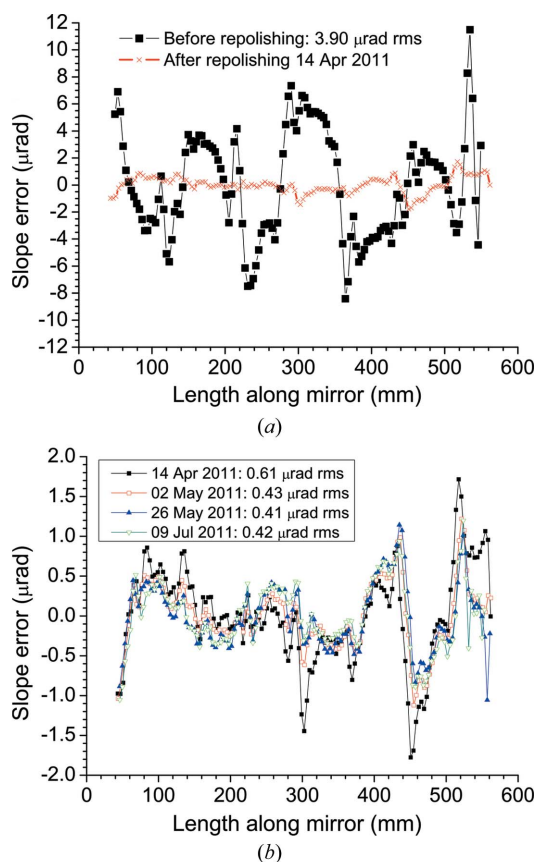 Before repolishing: 3.90 μrad rms
After repolishing 14 Apr 2011
12
10
8
6
4
2
0
-2
-4
-6
-8
-10
-12
Slope error (μrad)
0 100 200 300 400 500 600
Length along mirror (mm)
(a)
14 Apr 2011: 0.61 μrad rms
02 May 2011: 0.43 μrad rms
26 May 2011: 0.41 μrad rms
09 Jul 2011: 0.42 μrad rms
2.0
1.5
1.0
0.5
0.0
-0.5
-1.0
-1.5
-2.0
Slope error (μrad)
0 100 200 300 400 500 600
Length along mirror (mm)
(b)